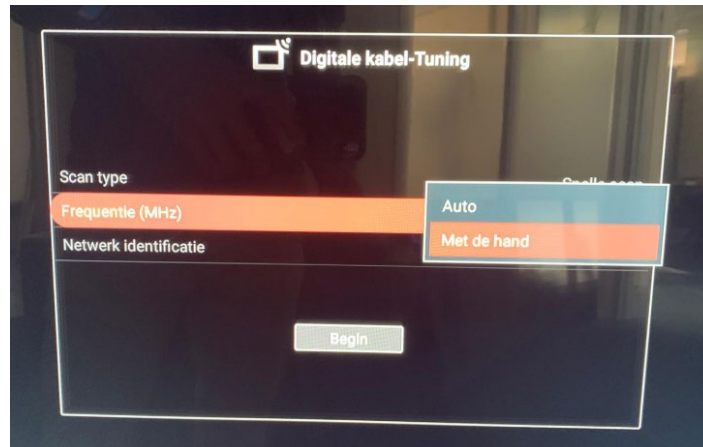 Digitale kabel-Tuning
Scan type
Auto
Frequentie (MHz)
Met de hand
Netwerk identificatie
Begin